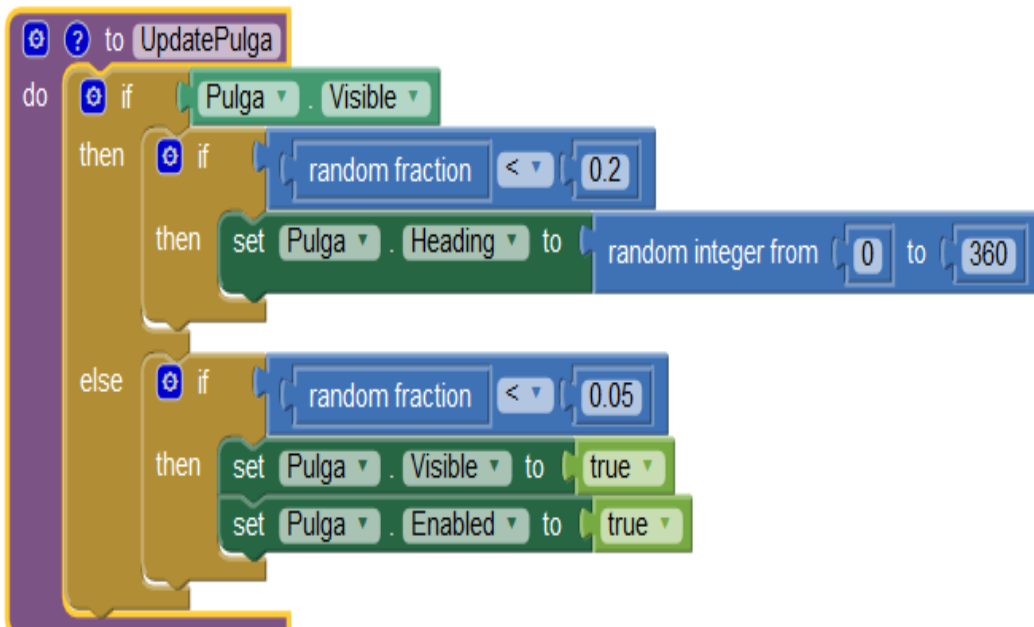 ? to UpdatePulga
do if Pulga . Visible
then if random fraction < 0.2
then set Pulga . Heading to random integer from 0 to 360
else if random fraction < 0.05
then set Pulga . Visible to true
set Pulga . Enabled to true